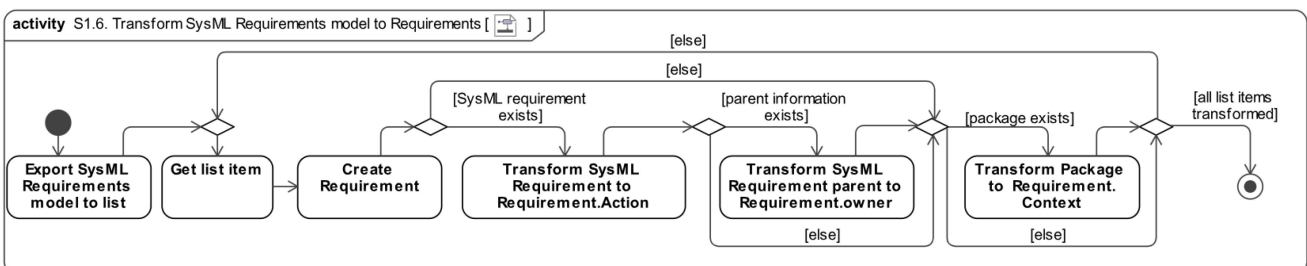 activity S1.6. Transform SysML Requirements model to Requirements [ ]
[else]
[else]
[SysML requirement
exists]
[parent information
exists]
[package exists]
[all list items
transformed]
Export SysML
Requirements
model to list
Get list item
Create
Requirement
Transform SysML
Requirement to
Requirement.Action
Transform SysML
Requirement parent to
Requirement.owner
Transform Package
to Requirement.
Context
[else]
[else]